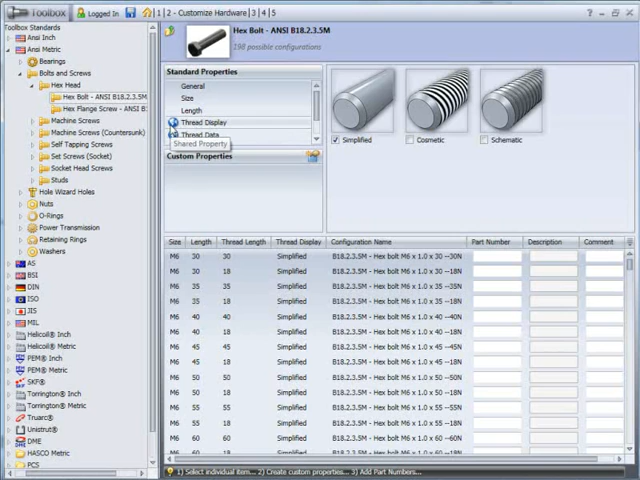 Toolbox
Logged In
1 | 2 - Customize Hardware | 3 | 4 | 5
Toolbox Standards
Ansi Inch
Ansi Metric
Bearings
Bolts and Screws
Hex Head
Hex Bolt - ANSI B18.2.3.5M
Hex Flange Screw - ANSI B
Machine Screws
Machine Screws (Countersunk)
Self Tapping Screws
Set Screws (Socket)
Socket Head Screws
Studs
Hole Wizard Holes
Nuts
O-Rings
Power Transmission
Retaining Rings
Washers
AS
BSI
DIN
ISO
JIS
MIL
Helicoil® Inch
Helicoil® Metric
PEM® Inch
PEM® Metric
SKF®
Torrington® Inch
Torrington® Metric
Truarc®
Unistrut®
DME
HASCO Metric
PCS
Hex Bolt - ANSI B18.2.3.5M
198 possible configurations
Standard Properties
General
Size
Length
Thread Display
Thread Data
Shared Property
Custom Properties
Simplified
Cosmetic
Schematic
Size Length Thread Length Thread Display Configuration Name Part Number Description Comment
M6 30 30 Simplified B18.2.3.5M - Hex bolt M6 x 1.0 x 30 --30N
M6 30 18 Simplified B18.2.3.5M - Hex bolt M6 x 1.0 x 30 --18N
M6 35 35 Simplified B18.2.3.5M - Hex bolt M6 x 1.0 x 35 --35N
M6 35 18 Simplified B18.2.3.5M - Hex bolt M6 x 1.0 x 35 --18N
M6 40 40 Simplified B18.2.3.5M - Hex bolt M6 x 1.0 x 40 --40N
M6 40 18 Simplified B18.2.3.5M - Hex bolt M6 x 1.0 x 40 --18N
M6 45 45 Simplified B18.2.3.5M - Hex bolt M6 x 1.0 x 45 --45N
M6 45 18 Simplified B18.2.3.5M - Hex bolt M6 x 1.0 x 45 --18N
M6 50 50 Simplified B18.2.3.5M - Hex bolt M6 x 1.0 x 50 --50N
M6 50 18 Simplified B18.2.3.5M - Hex bolt M6 x 1.0 x 50 --18N
M6 55 55 Simplified B18.2.3.5M - Hex bolt M6 x 1.0 x 55 --55N
M6 55 18 Simplified B18.2.3.5M - Hex bolt M6 x 1.0 x 55 --18N
M6 60 60 Simplified B18.2.3.5M - Hex bolt M6 x 1.0 x 60 --60N
1) Select individual item... 2) Create custom properties... 3) Add Part Numbers...